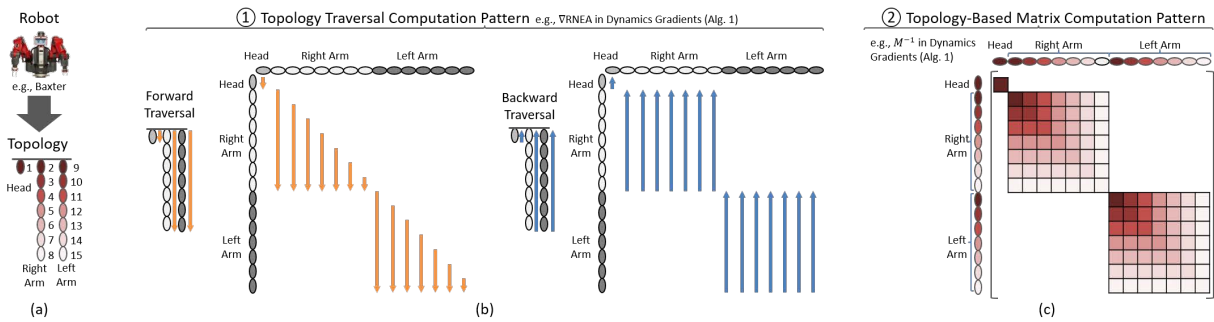 Robot
e.g., Baxter
Topology
1 2 9
3 10
Head 4 11
5 12
6 13
7 14
8 15
Right Arm
Left Arm
(a)
1 Topology Traversal Computation Pattern e.g., ∇RNEA in Dynamics Gradients (Alg. 1)
Forward
Traversal
Head Right Arm Left Arm
Head
Right
Arm
Left
Arm
Backward
Traversal
Head Right Arm Left Arm
Head
Right
Arm
Left
Arm
(b)
2 Topology-Based Matrix Computation Pattern
e.g., M⁻¹ in Dynamics
Gradients (Alg. 1)
Head Right Arm Left Arm
Head
Right
Arm
Left
Arm
(c)